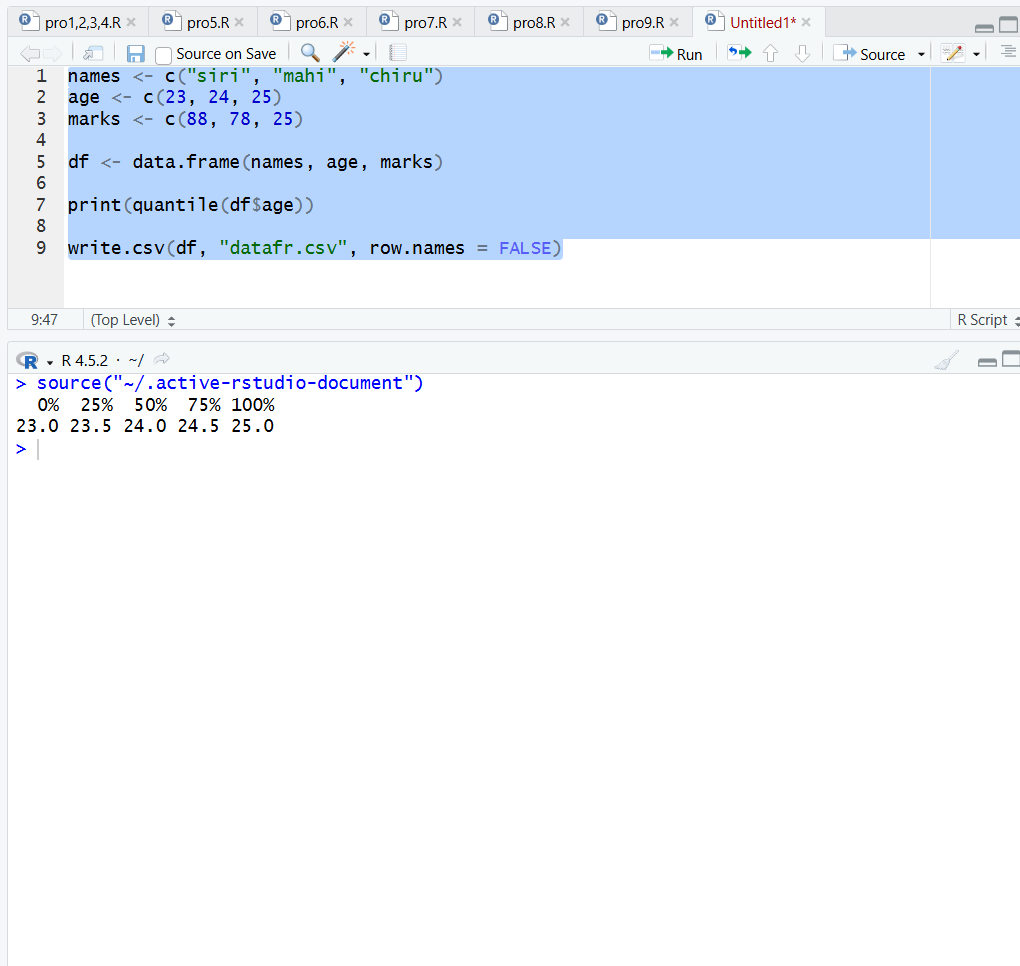 pro1,2,3,4.R × pro5.R × pro6.R × pro7.R × pro8.R × pro9.R × Untitled1* ×
Source on Save Run Source
1 names <- c("siri", "mahi", "chiru")
2 age <- c(23, 24, 25)
3 marks <- c(88, 78, 25)
4
5 df <- data.frame(names, age, marks)
6
7 print(quantile(df$age))
8
9 write.csv(df, "datafr.csv", row.names = FALSE)
9:47 (Top Level) R Script
R 4.5.2 · ~/
> source("~/.active-rstudio-document")
0% 25% 50% 75% 100%
23.0 23.5 24.0 24.5 25.0
>